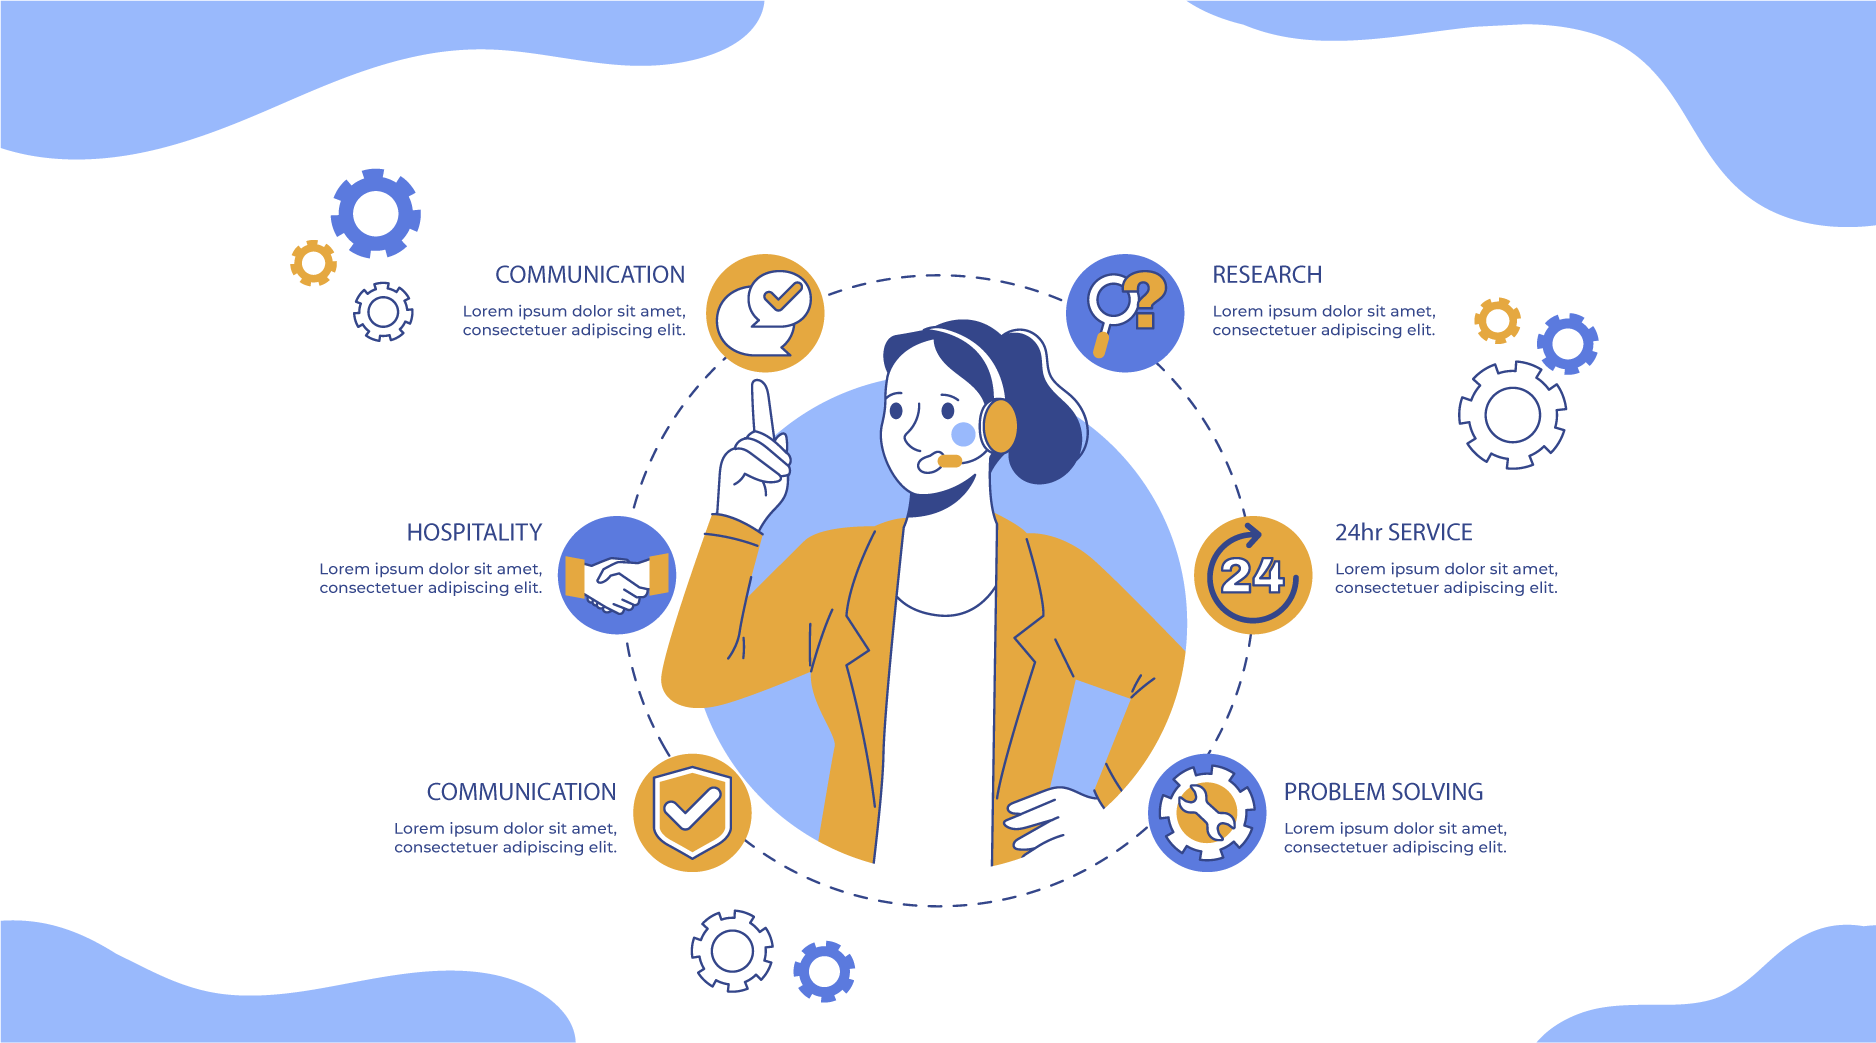 COMMUNICATION
Lorem ipsum dolor sit amet,
consectetuer adipiscing elit.
RESEARCH
Lorem ipsum dolor sit amet,
consectetuer adipiscing elit.
?
HOSPITALITY
Lorem ipsum dolor sit amet,
consectetuer adipiscing elit.
24
24hr SERVICE
Lorem ipsum dolor sit amet,
consectetuer adipiscing elit.
COMMUNICATION
Lorem ipsum dolor sit amet,
consectetuer adipiscing elit.
PROBLEM SOLVING
Lorem ipsum dolor sit amet,
consectetuer adipiscing elit.